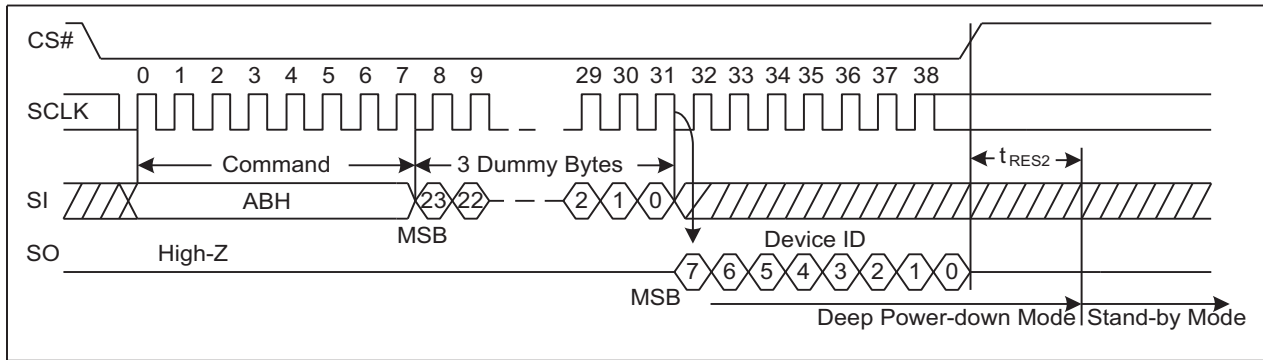 CS#
0 1 2 3 4 5 6 7 8 9 29 30 31 32 33 34 35 36 37 38
SCLK
Command 3 Dummy Bytes tRES2
SI ABH 23 22 2 1 0
MSB
SO High-Z Device ID
7 6 5 4 3 2 1 0
MSB
Deep Power-down Mode Stand-by Mode